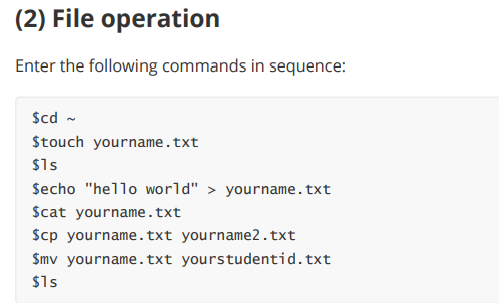 (2) File operation
Enter the following commands in sequence:
$cd ~
$touch yourname.txt
$ls
$echo "hello world" > yourname.txt
$cat yourname.txt
$cp yourname.txt yourname2.txt
$mv yourname.txt yourstudentid.txt
$ls